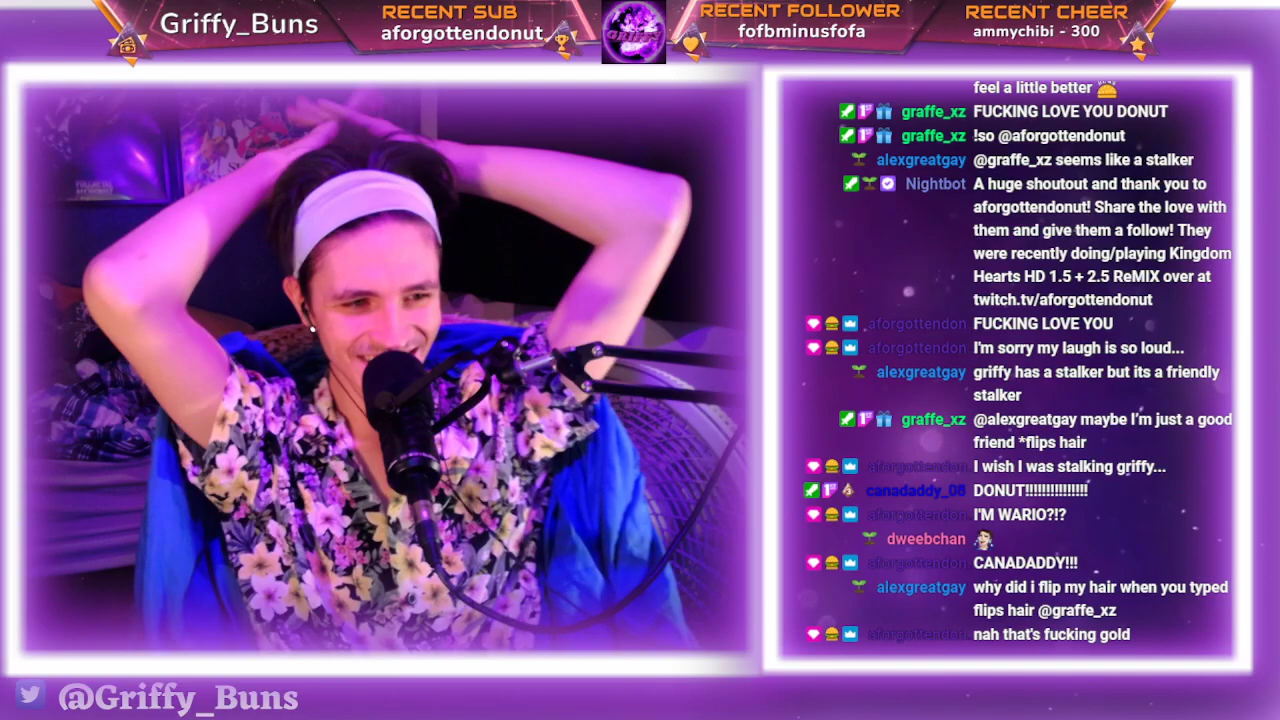 Griffy_Buns
RECENT SUB
aforgottendonut
RECENT FOLLOWER
fofbminusfofa
RECENT CHEER
ammychibi - 300
feel a little better
graffe_xz FUCKING LOVE YOU DONUT
graffe_xz !so @aforgottendonut
alexgreatgay @graffe_xz seems like a stalker
Nightbot A huge shoutout and thank you to
aforgottendonut! Share the love with
them and give them a follow! They
were recently doing/playing Kingdom
Hearts HD 1.5 + 2.5 ReMIX over at
twitch.tv/aforgottendonut
aforgottendon FUCKING LOVE YOU
aforgottendon I'm sorry my laugh is so loud...
alexgreatgay griffy has a stalker but its a friendly
stalker
graffe_xz @alexgreatgay maybe I'm just a good
friend *flips hair
aforgottendon I wish I was stalking griffy...
canadaddy_08 DONUT!!!!!!!!!!!!!!!
aforgottendon I'M WARIO?!?
dweebchan
aforgottendon CANADADDY!!!
alexgreatgay why did i flip my hair when you typed
flips hair @graffe_xz
aforgottendon nah that's fucking gold
@Griffy_Buns